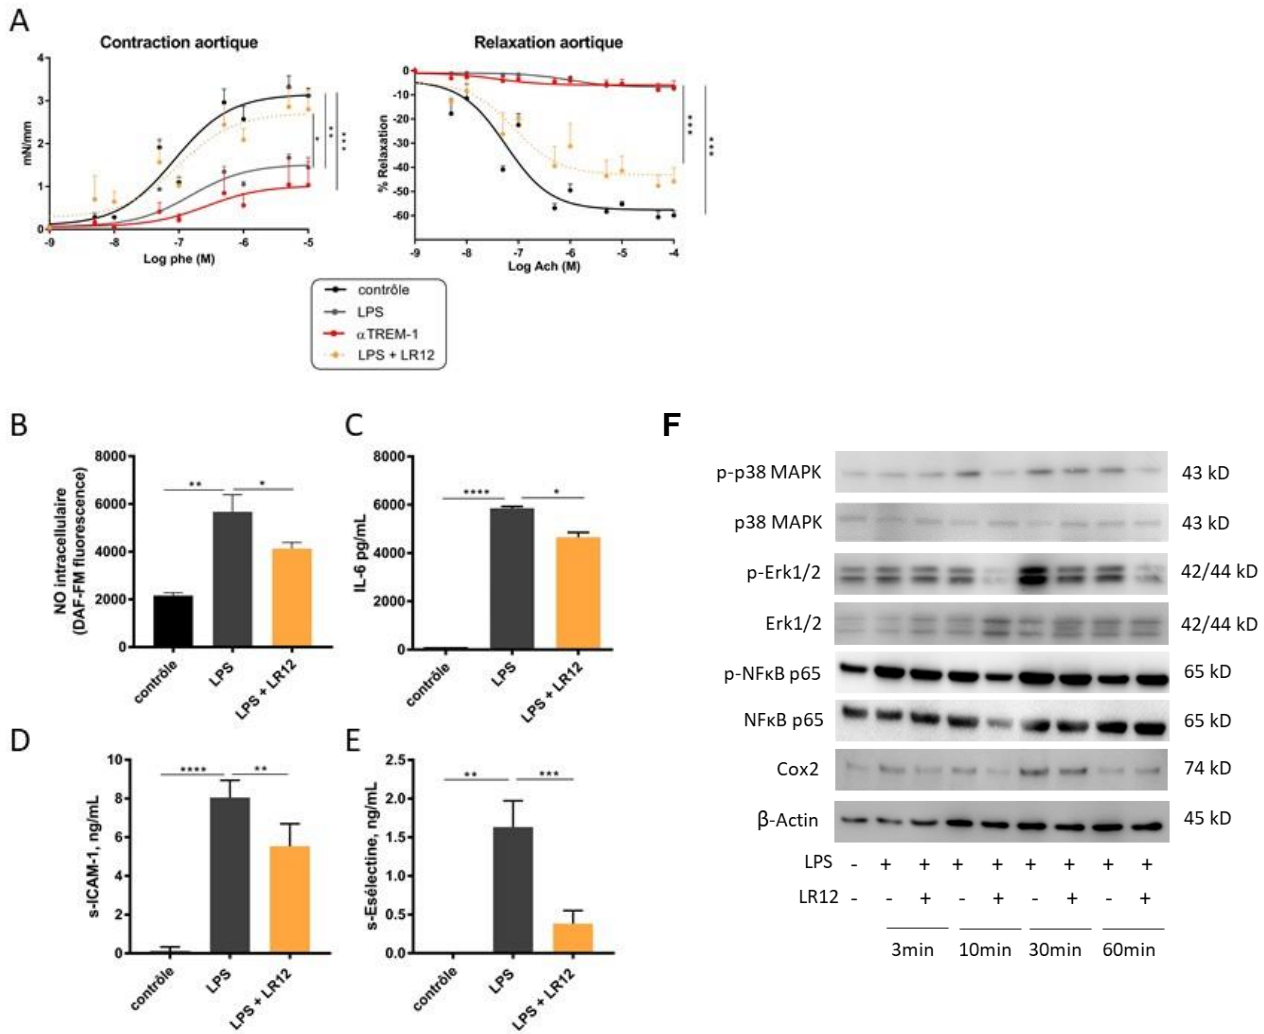 A
Contraction aortique
4
3
2
1
0
mN/mm
-9 -8 -7 -6 -5
Log phe (M)
*
**
***
Relaxation aortique
0
-10
-20
-30
-40
-50
-60
% Relaxation
-9 -8 -7 -6 -5 -4
Log Ach (M)
***
***
contrôle
LPS
αTREM-1
LPS + LR12
B
8000
6000
4000
2000
0
NO intracellulaire
(DAF-FM fluorescence)
** *
contrôle LPS LPS + LR12
C
8000
6000
4000
2000
0
IL-6 pg/mL
**** *
contrôle LPS LPS + LR12
D
10
8
6
4
2
0
s-ICAM-1, ng/mL
**** **
contrôle LPS LPS + LR12
E
2.5
2.0
1.5
1.0
0.5
0.0
s-Esélectine, ng/mL
** ***
contrôle LPS LPS + LR12
F
p-p38 MAPK 43 kD
p38 MAPK 43 kD
p-Erk1/2 42/44 kD
Erk1/2 42/44 kD
p-NFκB p65 65 kD
NFκB p65 65 kD
Cox2 74 kD
β-Actin 45 kD
LPS - + + + + + + + +
LR12 - - + - + - + - +
3min 10min 30min 60min